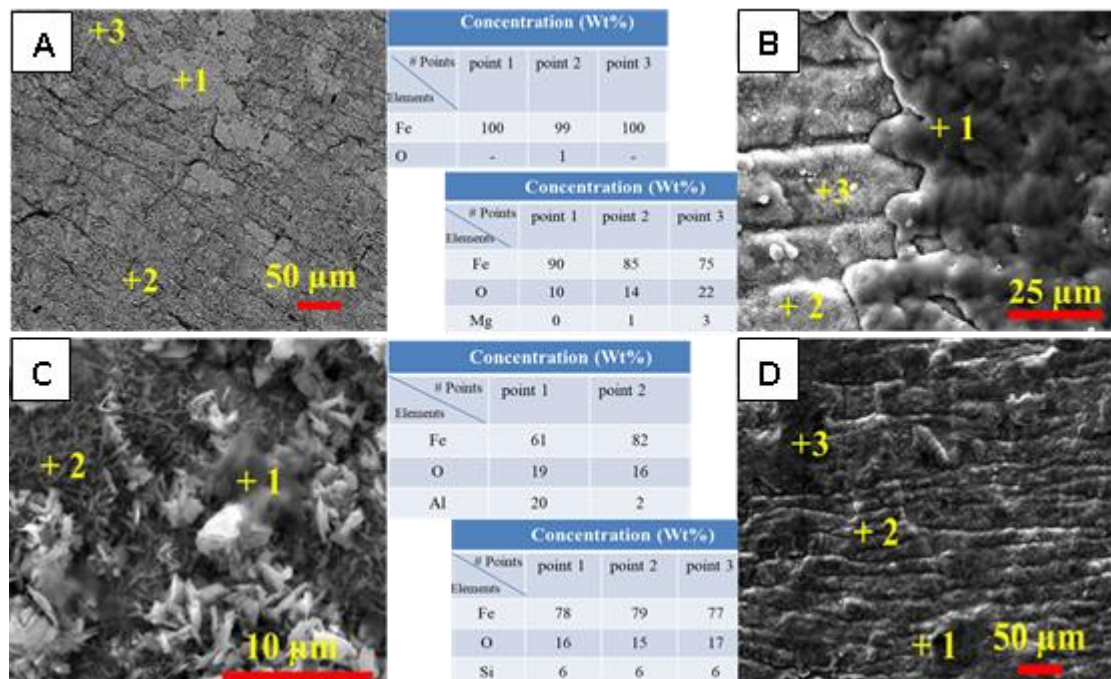 A
+3
+1
+2
50 μm
Concentration (Wt%)
# Points point 1 point 2 point 3
Elements
Fe 100 99 100
O - 1 -
B
+ 1
+3
+ 2
25 μm
Concentration (Wt%)
# Points point 1 point 2 point 3
Elements
Fe 90 85 75
O 10 14 22
Mg 0 1 3
C
+ 2
+ 1
10 μm
Concentration (Wt%)
# Points point 1 point 2
Elements
Fe 61 82
O 19 16
Al 20 2
D
+3
+ 2
+ 1
50 μm
Concentration (Wt%)
# Points point 1 point 2 point 3
Elements
Fe 78 79 77
O 16 15 17
Si 6 6 6